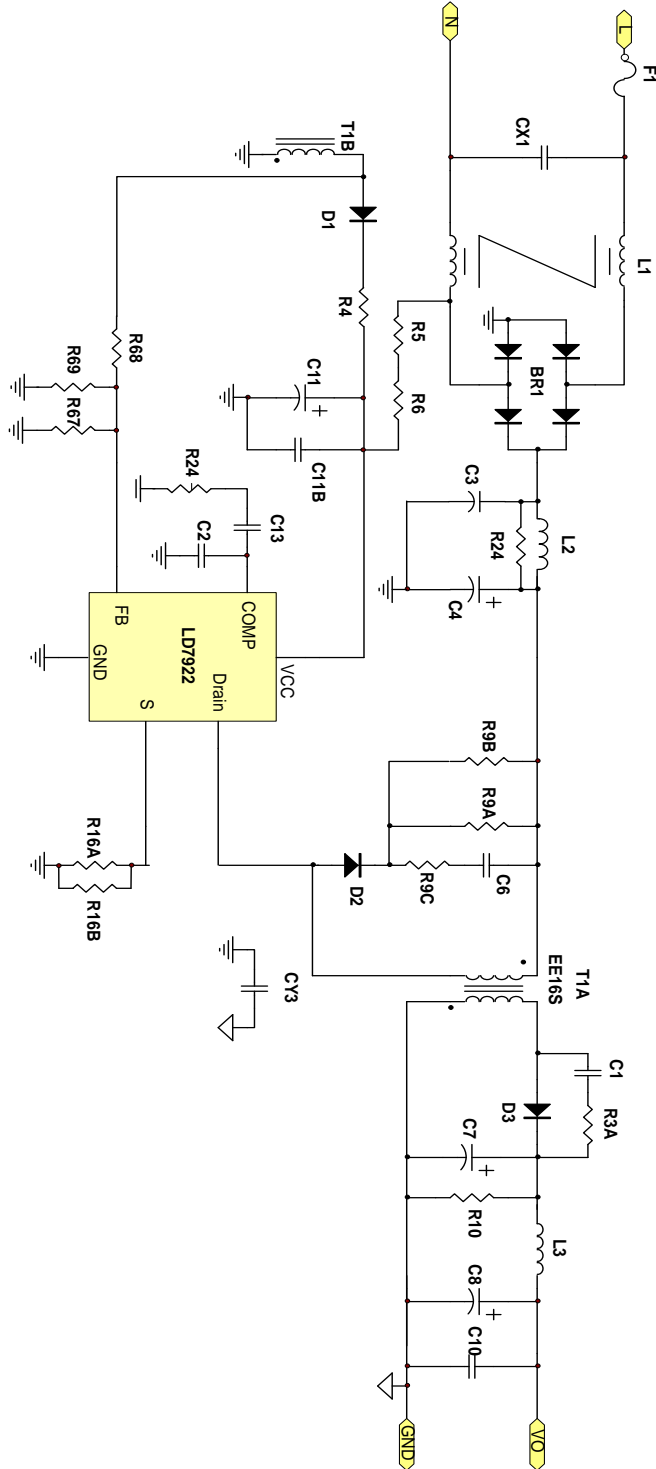 L
F1
N
CX1
L1
T1B
D1
R4
R5
R6
BR1
R68
R69
R67
C11
C11B
R24
C13
C2
C3
L2
R24
C4
LD7922
COMP
VCC
FB
GND
Drain
S
R16A
R16B
R9B
R9A
R9C
C6
D2
T1A
EE16S
CY3
C1
R3A
D3
C7
R10
L3
C8
C10
VO
GND
+
+
+
+